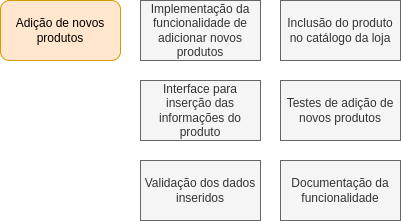 Adição de novos
produtos
Implementação da
funcionalidade de
adicionar novos
produtos
Inclusão do produto
no catálogo da loja
Interface para
inserção das
informações do
produto
Testes de adição de
novos produtos
Validação dos dados
inseridos
Documentação da
funcionalidade